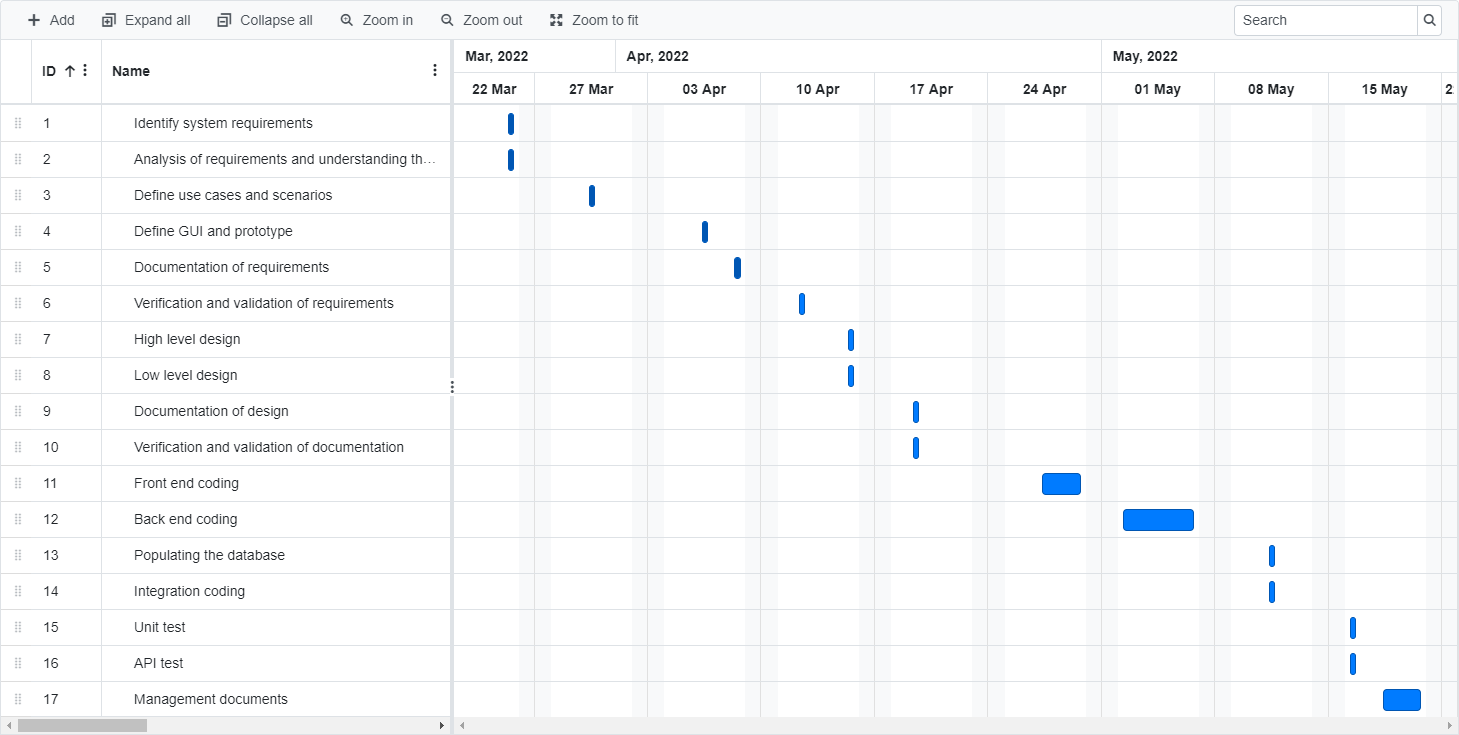 Add Expand all Collapse all Zoom in Zoom out Zoom to fit Search
Mar, 2022 Apr, 2022 May, 2022
ID Name
22 Mar 27 Mar 03 Apr 10 Apr 17 Apr 24 Apr 01 May 08 May 15 May 2
1 Identify system requirements
2 Analysis of requirements and understanding th…
3 Define use cases and scenarios
4 Define GUI and prototype
5 Documentation of requirements
6 Verification and validation of requirements
7 High level design
8 Low level design
9 Documentation of design
10 Verification and validation of documentation
11 Front end coding
12 Back end coding
13 Populating the database
14 Integration coding
15 Unit test
16 API test
17 Management documents